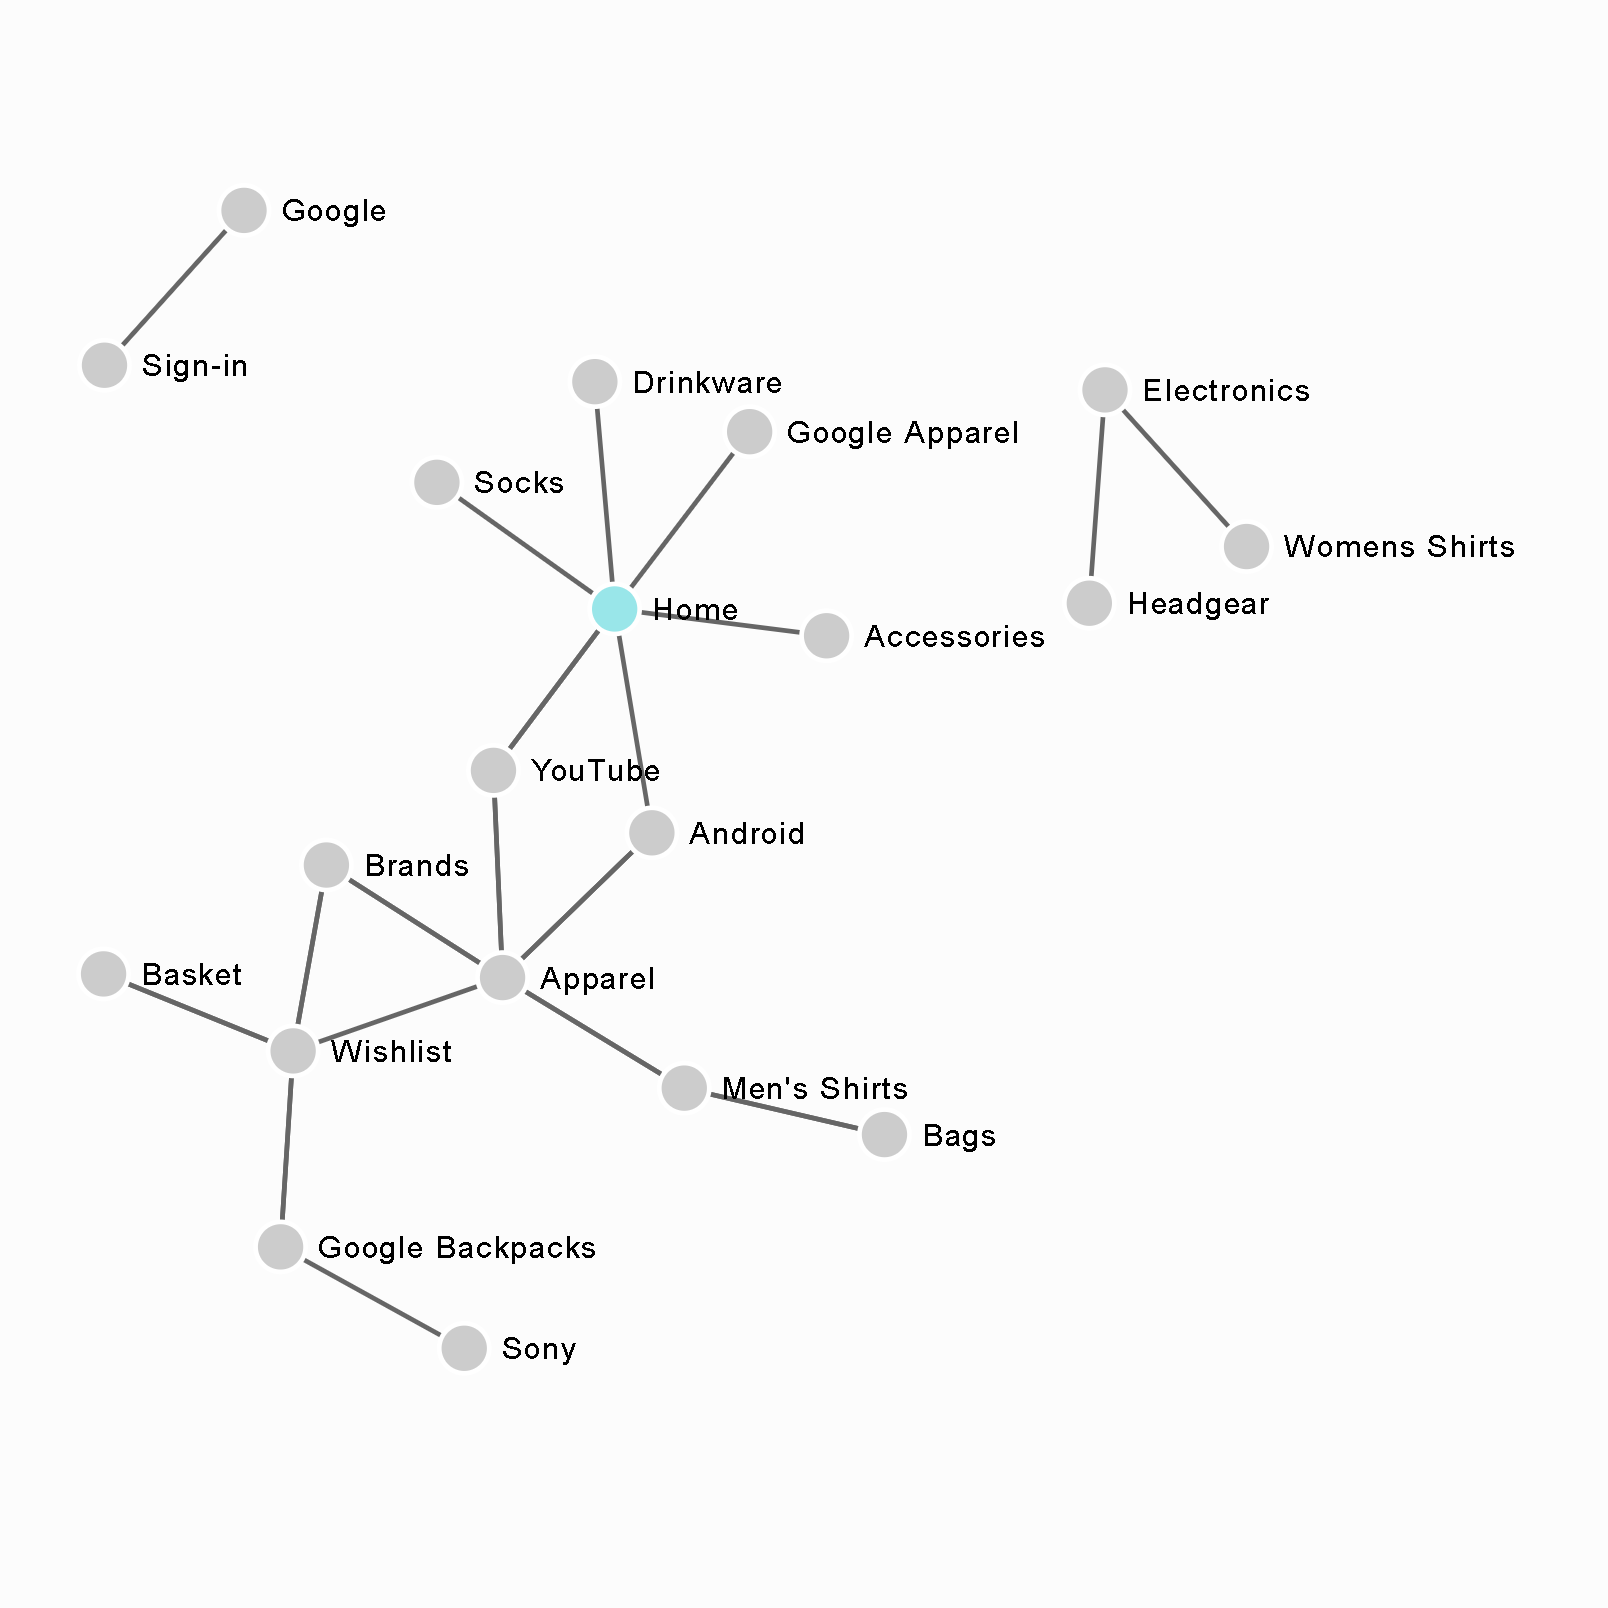 Google
Sign-in
Drinkware
Electronics
Google Apparel
Socks
Womens Shirts
Headgear
Home
Accessories
YouTube
Android
Brands
Basket
Apparel
Wishlist
Men's Shirts
Bags
Google Backpacks
Sony